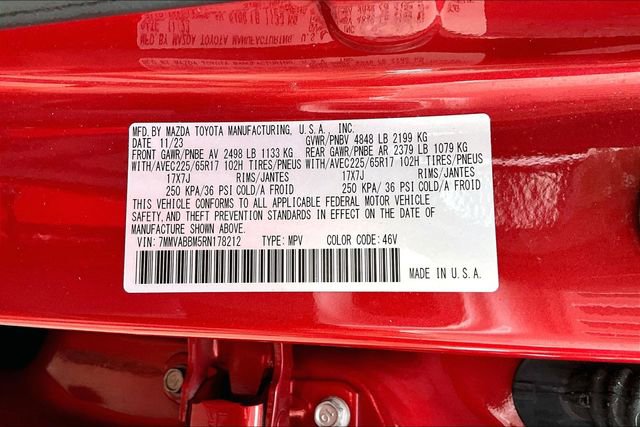 MFD. BY MAZDA TOYOTA MANUFACTURING, U.S.A., INC.
DATE 11/23 GVWR/PNBV 4848 LB 2199 KG
FRONT GAWR/PNBE AV 2498 LB 1133 KG REAR GAWR/PNBE AR 2379 LB 1079 KG
WITH/AVEC225/65R17 102H TIRES/PNEUS WITH/AVEC225/65R17 102H TIRES/PNEUS
17X7J RIMS/JANTES 17X7J RIMS/JANTES
250 KPA/36 PSI COLD/A FROID 250 KPA/36 PSI COLD/A FROID
THIS VEHICLE CONFORMS TO ALL APPLICABLE FEDERAL MOTOR VEHICLE
SAFETY, AND THEFT PREVENTION STANDARDS IN EFFECT ON THE DATE OF
MANUFACTURE SHOWN ABOVE.
VIN: 7MMVABBM5RN178212 TYPE: MPV COLOR CODE: 46V
MADE IN U.S.A.